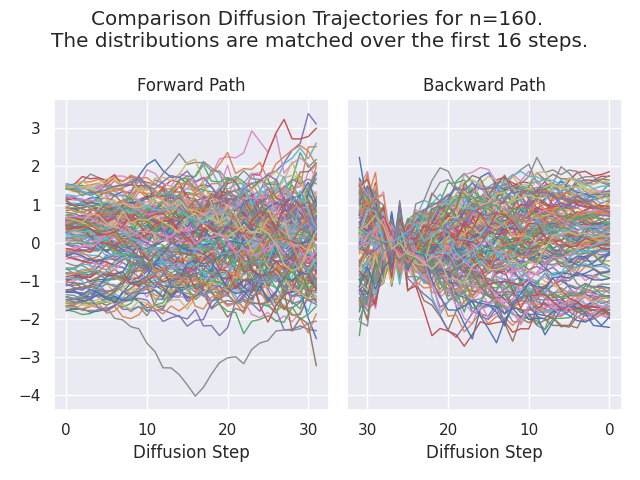 Comparison Diffusion Trajectories for n=160.
The distributions are matched over the first 16 steps.
Forward Path
Backward Path
3
2
1
0
−1
−2
−3
−4
0 10 20 30
30 20 10 0
Diffusion Step
Diffusion Step